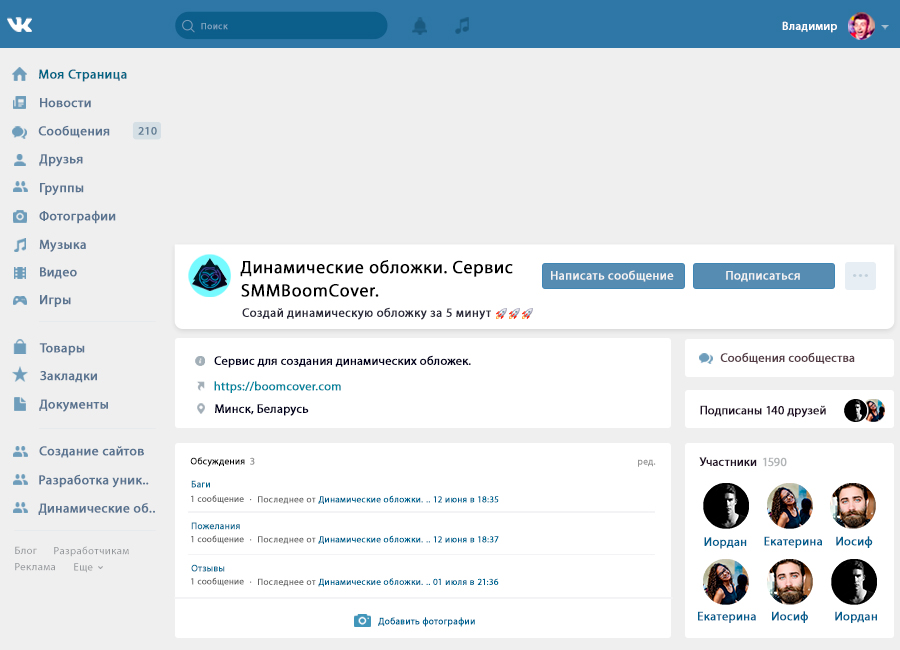 Поиск
Владимир
Моя Страница
Новости
Сообщения 210
Друзья
Группы
Фотографии
Музыка
Видео
Игры
Товары
Закладки
Документы
Создание сайтов
Разработка уник..
Динамические об..
Блог Разработчикам
Реклама Еще
Динамические обложки. Сервис
SMMBoomCover.
Создай динамическую обложку за 5 минут 🚀🚀🚀
Написать сообщение
Подписаться
Сервис для создания динамических обложек.
https://boomcover.com
Минск, Беларусь
Обсуждения 3 ред.
Баги
1 сообщение · Последнее от Динамические обложки. .. 12 июня в 18:35
Пожелания
1 сообщение · Последнее от Динамические обложки. .. 12 июня в 18:37
Отзывы
1 сообщение · Последнее от Динамические обложки. .. 01 июля в 21:36
Добавить фотографии
Сообщения сообщества
Подписаны 140 друзей
Участники 1590
Иордан Екатерина Иосиф
Екатерина Иосиф Иордан